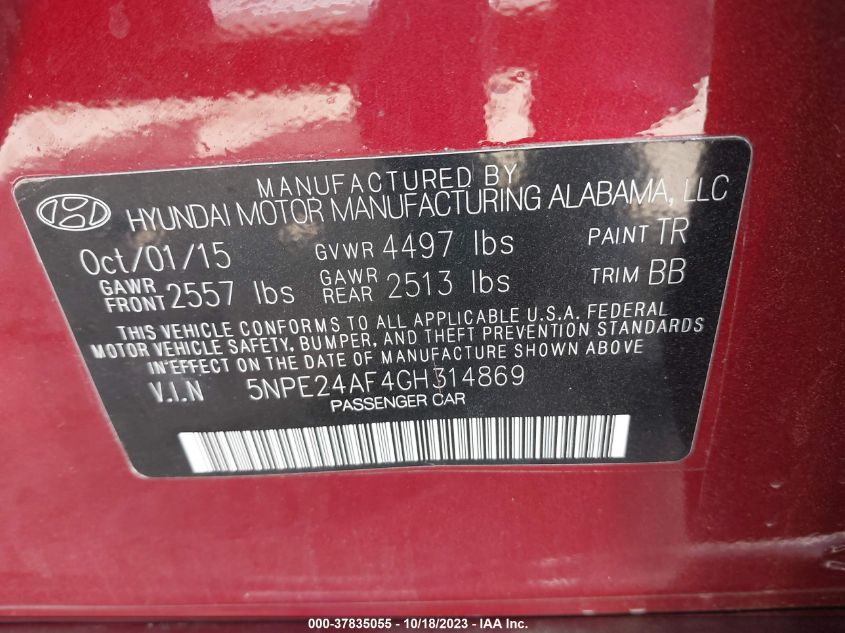 MANUFACTURED BY
HYUNDAI MOTOR MANUFACTURING ALABAMA, LLC
Oct/01/15 GVWR 4497 lbs PAINT TR
GAWR FRONT 2557 lbs GAWR REAR 2513 lbs TRIM BB
THIS VEHICLE CONFORMS TO ALL APPLICABLE U.S.A. FEDERAL
MOTOR VEHICLE SAFETY, BUMPER, AND THEFT PREVENTION STANDARDS
IN EFFECT ON THE DATE OF MANUFACTURE SHOWN ABOVE
V.I.N 5NPE24AF4GH314869
PASSENGER CAR
000-37835055 - 10/18/2023 - IAA Inc.